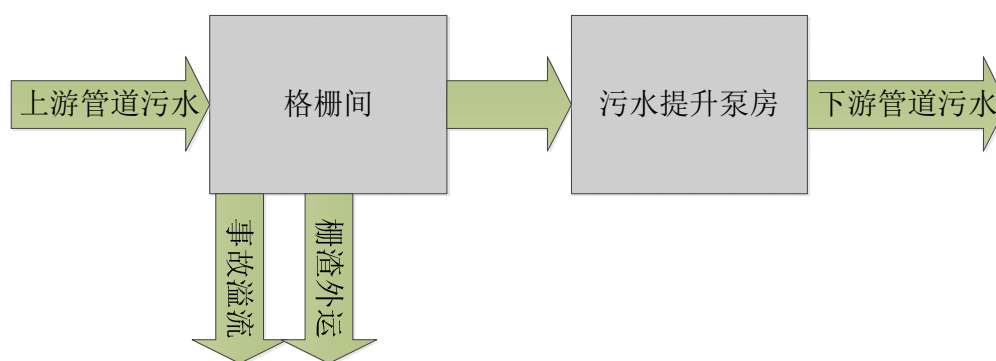 上游管道污水
格栅间
污水提升泵房
下游管道污水
事故溢流
栅渣外运